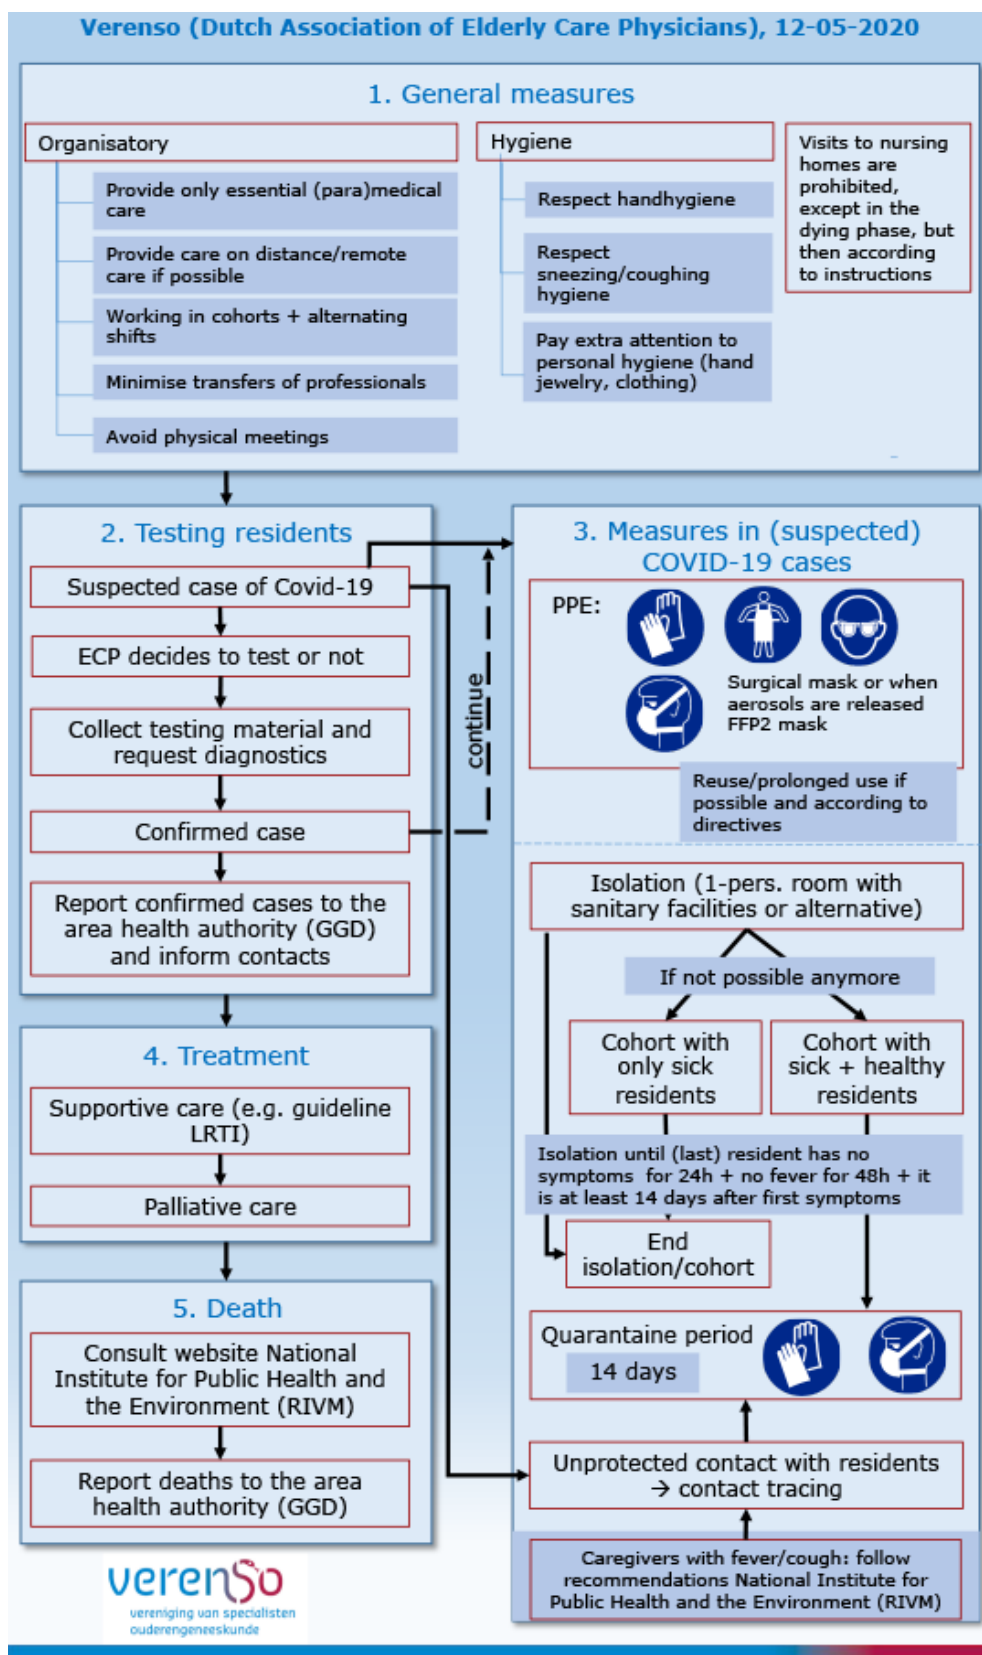 Verenso (Dutch Association of Elderly Care Physicians), 12-05-2020
1. General measures
Organisatory
Provide only essential (para)medical
care
Provide care on distance/remote
care if possible
Working in cohorts + alternating
shifts
Minimise transfers of professionals
Avoid physical meetings
Hygiene
Respect handhygiene
Respect
sneezing/coughing
hygiene
Pay extra attention to
personal hygiene (hand
jewelry, clothing)
Visits to nursing
homes are
prohibited,
except in the
dying phase, but
then according
to instructions
2. Testing residents
Suspected case of Covid-19
ECP decides to test or not
Collect testing material and
request diagnostics
Confirmed case
Report confirmed cases to the
area health authority (GGD)
and inform contacts
continue
3. Measures in (suspected)
COVID-19 cases
PPE:
Surgical mask or when
aerosols are released
FFP2 mask
Reuse/prolonged use if
possible and according to
directives
Isolation (1-pers. room with
sanitary facilities or alternative)
If not possible anymore
Cohort with
only sick
residents
Cohort with
sick + healthy
residents
Isolation until (last) resident has no
symptoms for 24h + no fever for 48h + it
is at least 14 days after first symptoms
End
isolation/cohort
Quarantaine period
14 days
Unprotected contact with residents
→ contact tracing
Caregivers with fever/cough: follow
recommendations National Institute for
Public Health and the Environment (RIVM)
4. Treatment
Supportive care (e.g. guideline
LRTI)
Palliative care
5. Death
Consult website National
Institute for Public Health and
the Environment (RIVM)
Report deaths to the area
health authority (GGD)
verenso
vereniging van specialisten
ouderengeneeskunde